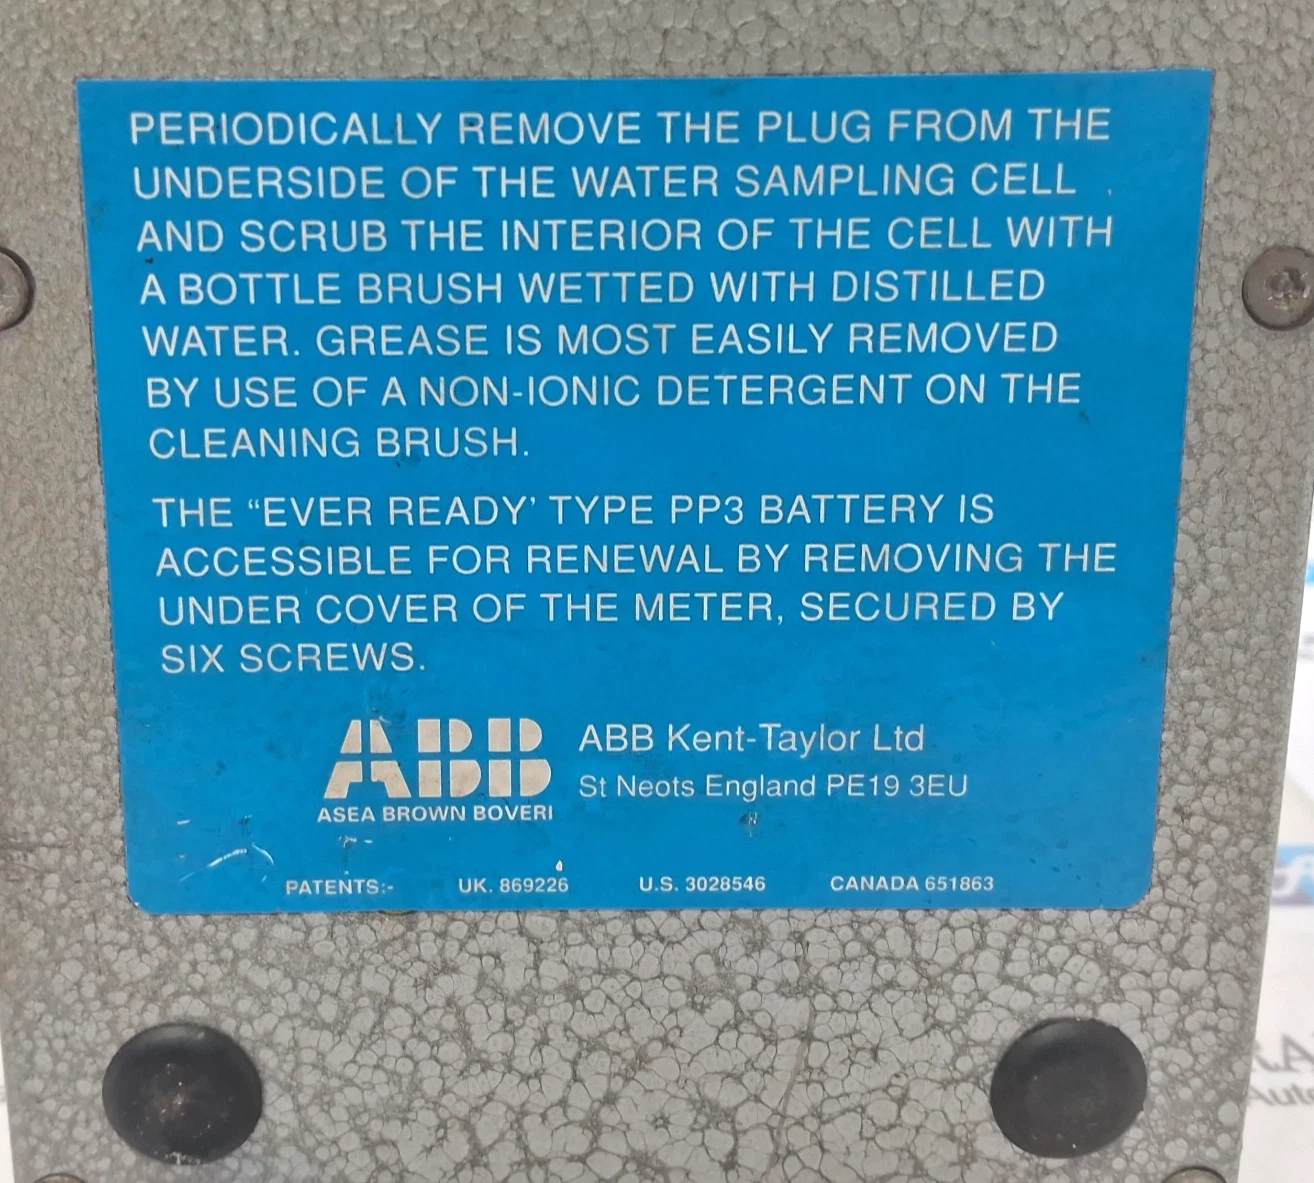 PERIODICALLY REMOVE THE PLUG FROM THE
UNDERSIDE OF THE WATER SAMPLING CELL
AND SCRUB THE INTERIOR OF THE CELL WITH
A BOTTLE BRUSH WETTED WITH DISTILLED
WATER. GREASE IS MOST EASILY REMOVED
BY USE OF A NON-IONIC DETERGENT ON THE
CLEANING BRUSH.
THE “EVER READY’ TYPE PP3 BATTERY IS
ACCESSIBLE FOR RENEWAL BY REMOVING THE
UNDER COVER OF THE METER, SECURED BY
SIX SCREWS.
ABB
ASEA BROWN BOVERI
ABB Kent-Taylor Ltd
St Neots England PE19 3EU
PATENTS:- UK. 869226 U.S. 3028546 CANADA 651863